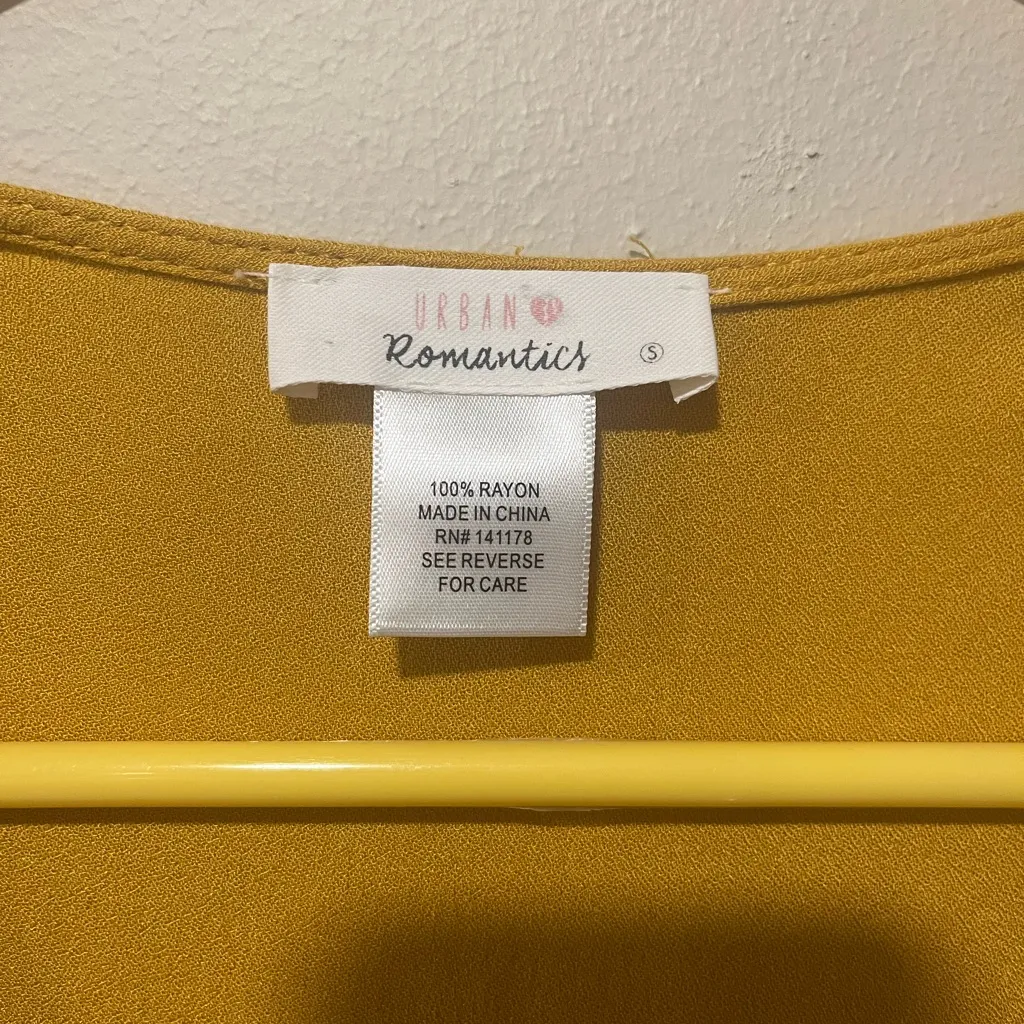 URBAN
Romantics S
100% RAYON
MADE IN CHINA
RN# 141178
SEE REVERSE
FOR CARE